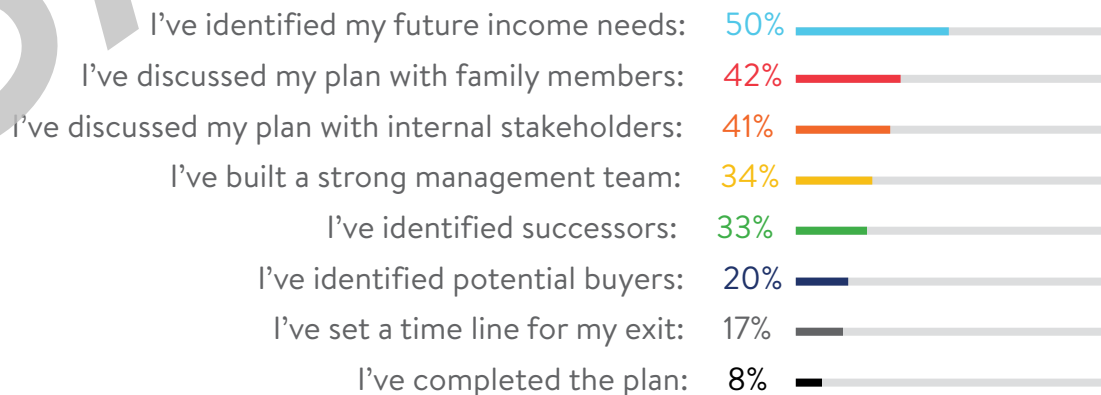 I've identified my future income needs: 50%
I've discussed my plan with family members: 42%
I've discussed my plan with internal stakeholders: 41%
I've built a strong management team: 34%
I've identified successors: 33%
I've identified potential buyers: 20%
I've set a time line for my exit: 17%
I've completed the plan: 8%